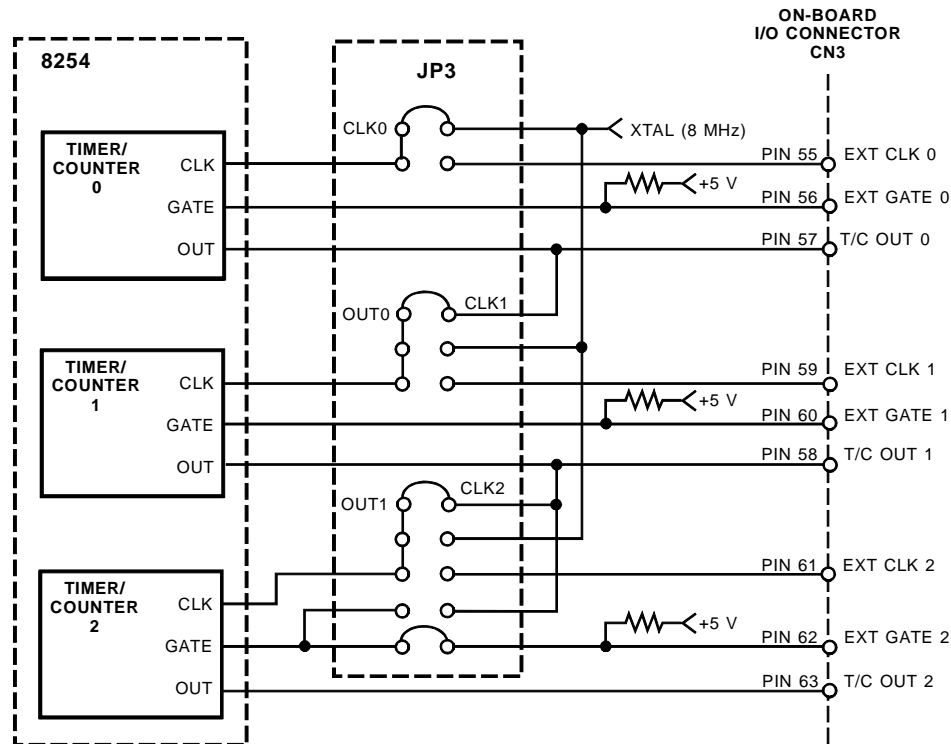 ON-BOARD
I/O CONNECTOR
CN3
8254
JP3
CLK0
XTAL (8 MHz)
TIMER/
COUNTER
0
CLK
PIN 55
EXT CLK 0
+5 V
GATE
PIN 56
EXT GATE 0
OUT
PIN 57
T/C OUT 0
OUT0
CLK1
TIMER/
COUNTER
1
CLK
PIN 59
EXT CLK 1
+5 V
GATE
PIN 60
EXT GATE 1
OUT
PIN 58
T/C OUT 1
OUT1
CLK2
TIMER/
COUNTER
2
CLK
PIN 61
EXT CLK 2
+5 V
GATE
PIN 62
EXT GATE 2
OUT
PIN 63
T/C OUT 2